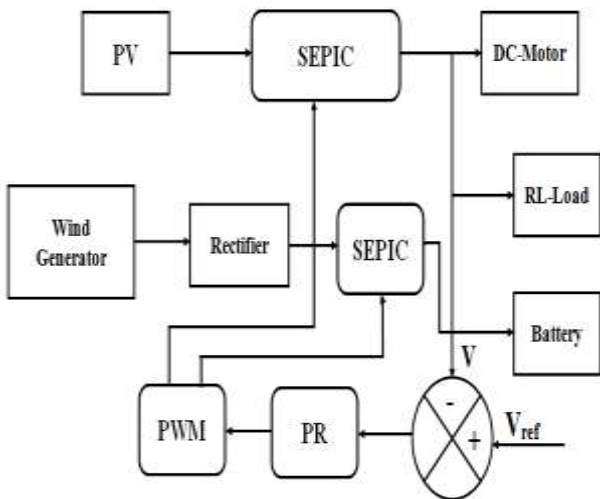 PV
SEPIC
DC-Motor
RL-Load
Wind
Generator
Rectifier
SEPIC
Battery
V
PWM
PR
-
+
Vref